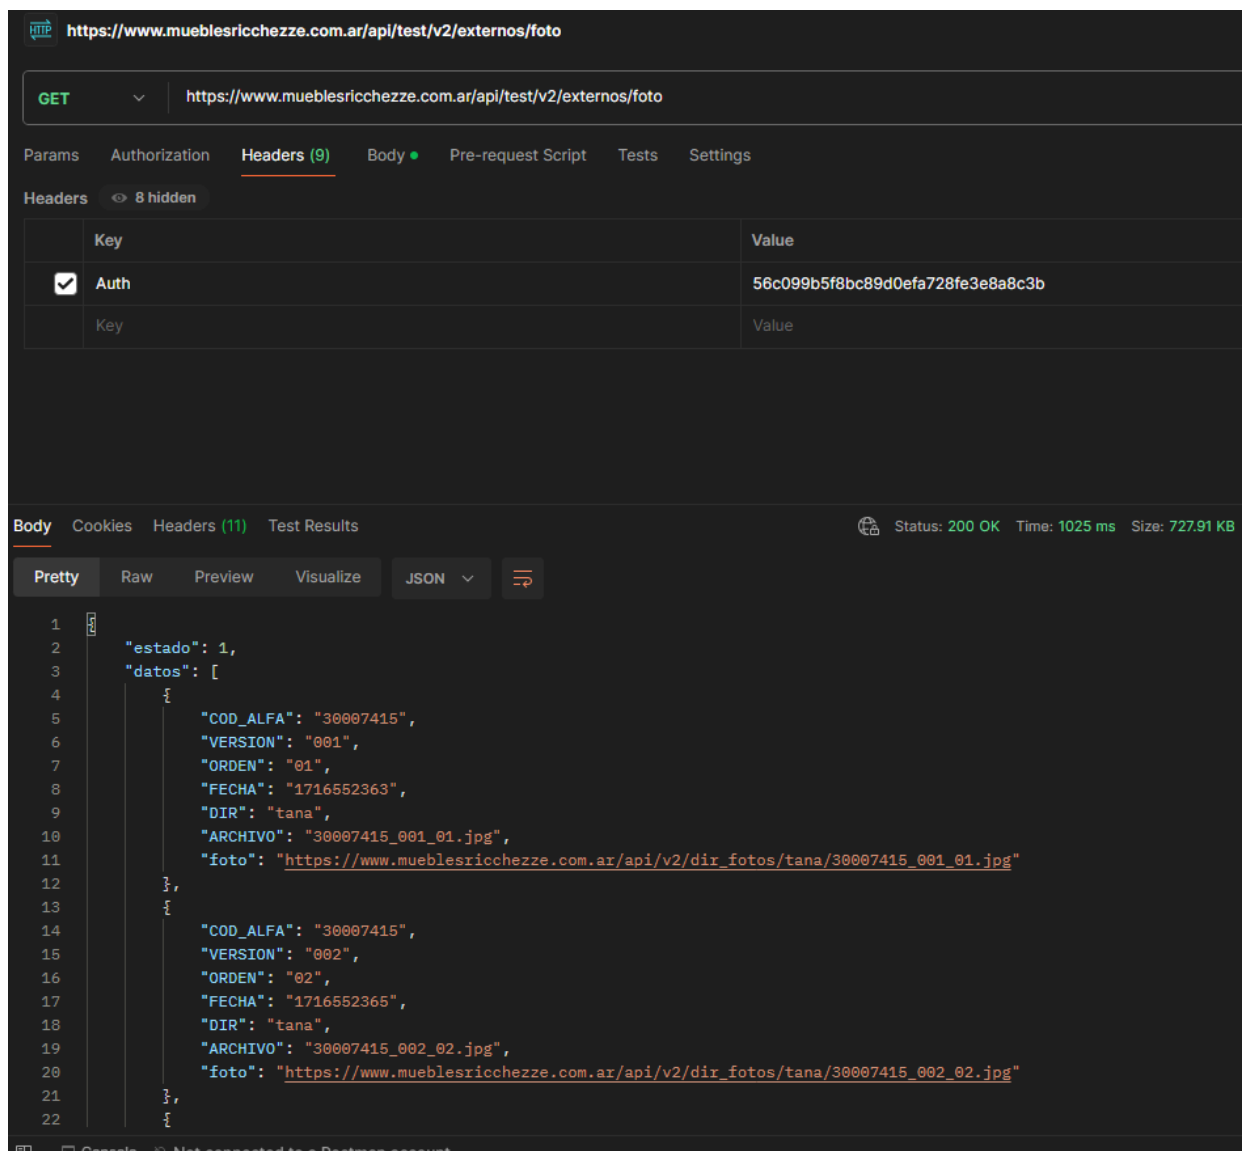 HTTP https://www.mueblesricchezze.com.ar/api/test/v2/externos/foto
GET https://www.mueblesricchezze.com.ar/api/test/v2/externos/foto
Params Authorization Headers (9) Body Pre-request Script Tests Settings
Headers 8 hidden
Key Value
Auth 56c099b5f8bc89d0efa728fe3e8a8c3b
Key Value
Body Cookies Headers (11) Test Results Status: 200 OK Time: 1025 ms Size: 727.91 KB
Pretty Raw Preview Visualize JSON
1 {
2 "estado": 1,
3 "datos": [
4 {
5 "COD_ALFA": "30007415",
6 "VERSION": "001",
7 "ORDEN": "01",
8 "FECHA": "1716552363",
9 "DIR": "tana",
10 "ARCHIVO": "30007415_001_01.jpg",
11 "foto": "https://www.mueblesricchezze.com.ar/api/v2/dir_fotos/tana/30007415_001_01.jpg"
12 },
13 {
14 "COD_ALFA": "30007415",
15 "VERSION": "002",
16 "ORDEN": "02",
17 "FECHA": "1716552365",
18 "DIR": "tana",
19 "ARCHIVO": "30007415_002_02.jpg",
20 "foto": "https://www.mueblesricchezze.com.ar/api/v2/dir_fotos/tana/30007415_002_02.jpg"
21 },
22 {
Console Not connected to a Postman account